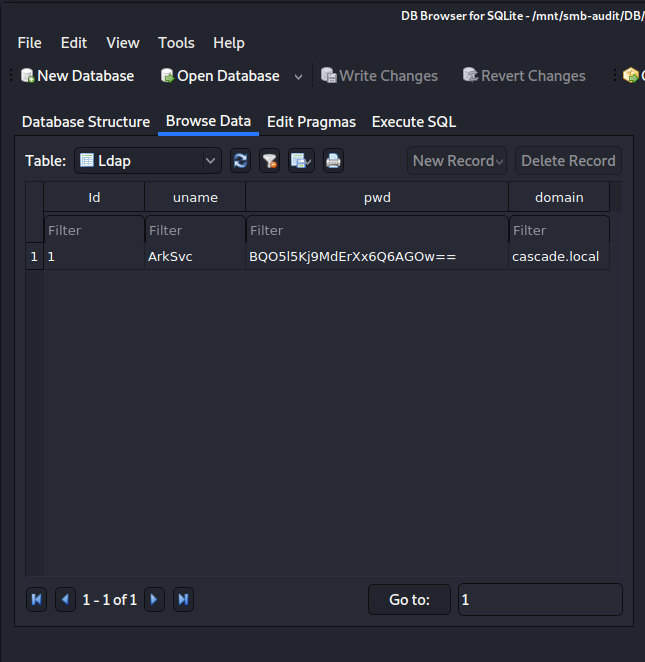 DB Browser for SQLite - /mnt/smb-audit/DB/
File Edit View Tools Help
New Database Open Database Write Changes Revert Changes
Database Structure Browse Data Edit Pragmas Execute SQL
Table: Ldap New Record Delete Record
Id uname pwd domain
Filter Filter Filter Filter
1 1 ArkSvc BQO5l5Kj9MdErXx6Q6AGOw== cascade.local
1 - 1 of 1 Go to: 1